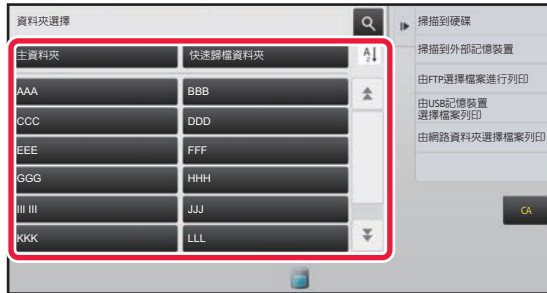 資料夾選擇
主資料夾
快速歸檔資料夾
AAA
BBB
CCC
DDD
EEE
FFF
GGG
HHH
III III
JJJ
KKK
LLL
掃描到硬碟
掃描到外部記憶裝置
由FTP選擇檔案進行列印
由USB記憶裝置
選擇檔案列印
由網路資料夾選擇檔案列印
CA